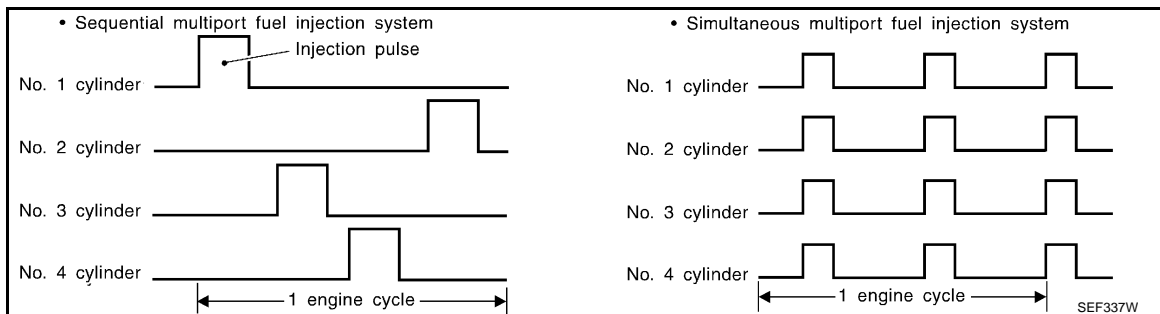 • Sequential multiport fuel injection system
Injection pulse
No. 1 cylinder
No. 2 cylinder
No. 3 cylinder
No. 4 cylinder
1 engine cycle
• Simultaneous multiport fuel injection system
No. 1 cylinder
No. 2 cylinder
No. 3 cylinder
No. 4 cylinder
1 engine cycle
SEF337W